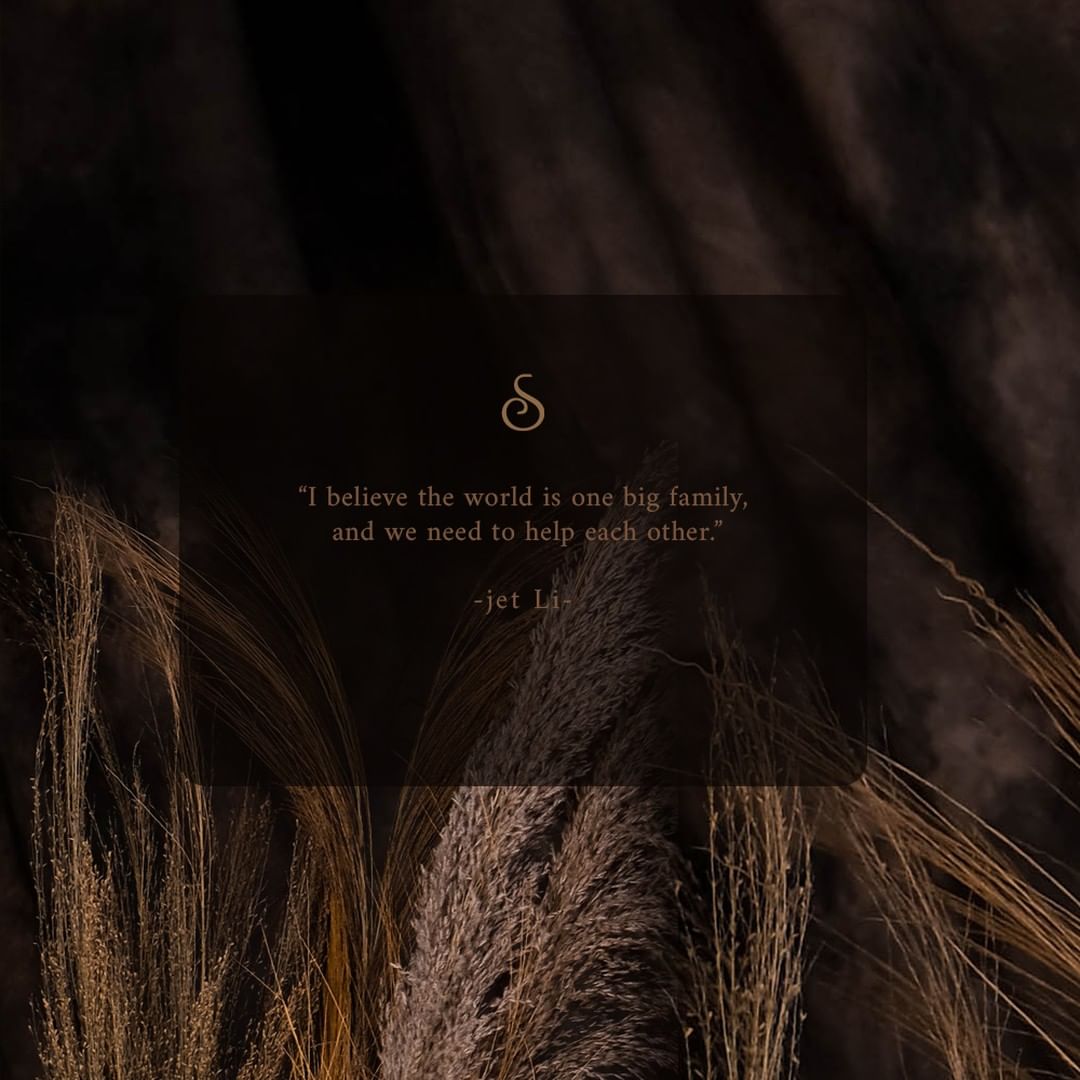 S
“I believe the world is one big family,
and we need to help each other.”
-jet Li-